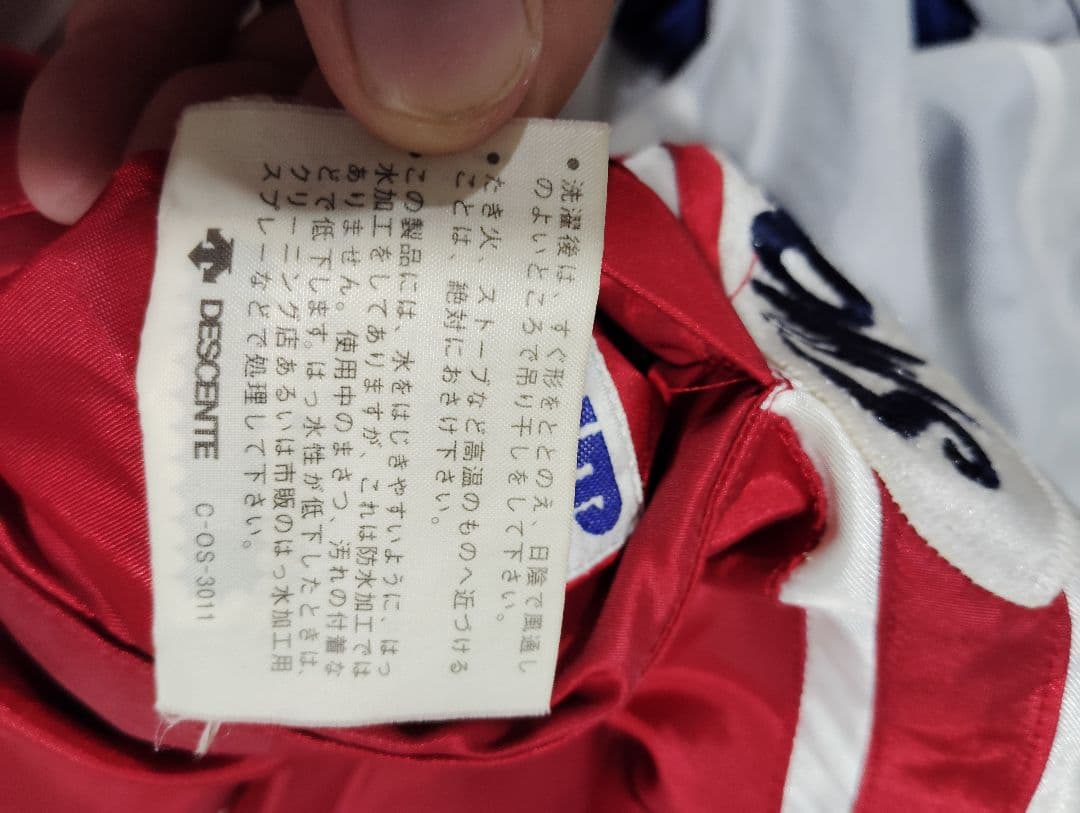 ● 洗濯後は、すぐ形をととのえ、日陰で風通し
のよいところで吊り干しをして下さい。
● たき火、ストーブなど高温のものへ近づける
ことは、絶対におさけ下さい。
● この製品には、水をはじきやすいように、はっ
水加工をしてありますが、これは防水加工では
ありません。使用中のまさつ、汚れの付着な
どで低下します。はっ水性が低下したときは、
クリーニング店あるいは市販のはっ水加工用
スプレーなどで処理して下さい。
DESCENTE C-OS-3011